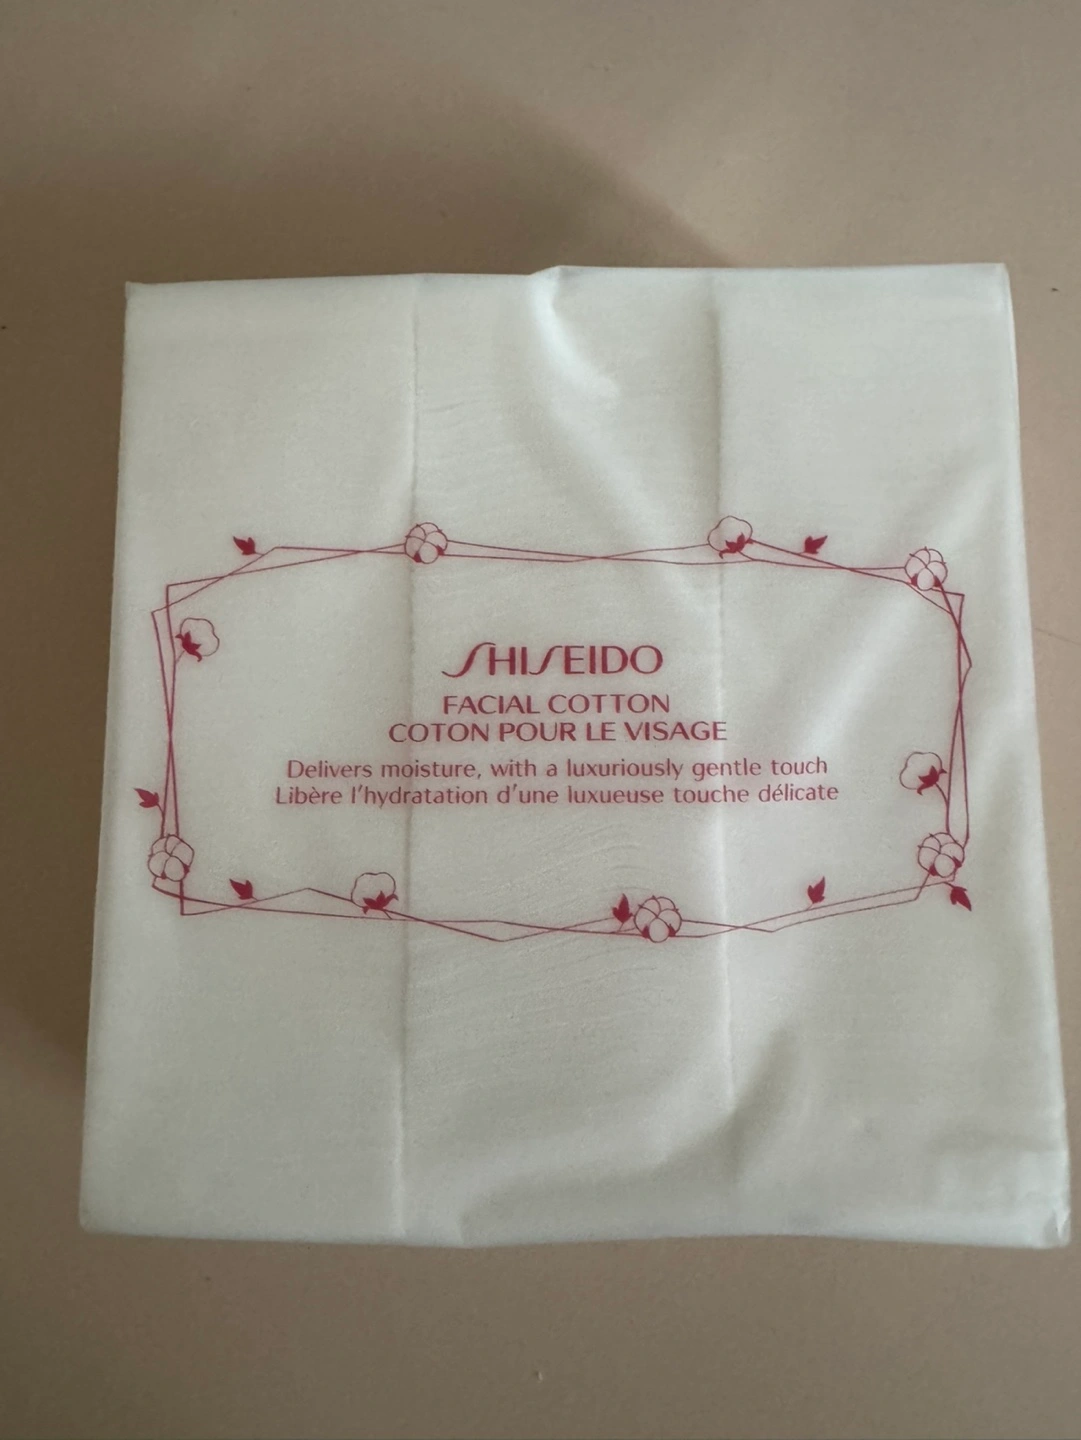 SHISEIDO
FACIAL COTTON
COTON POUR LE VISAGE
Delivers moisture, with a luxuriously gentle touch
Libère l'hydratation d'une luxueuse touche délicate